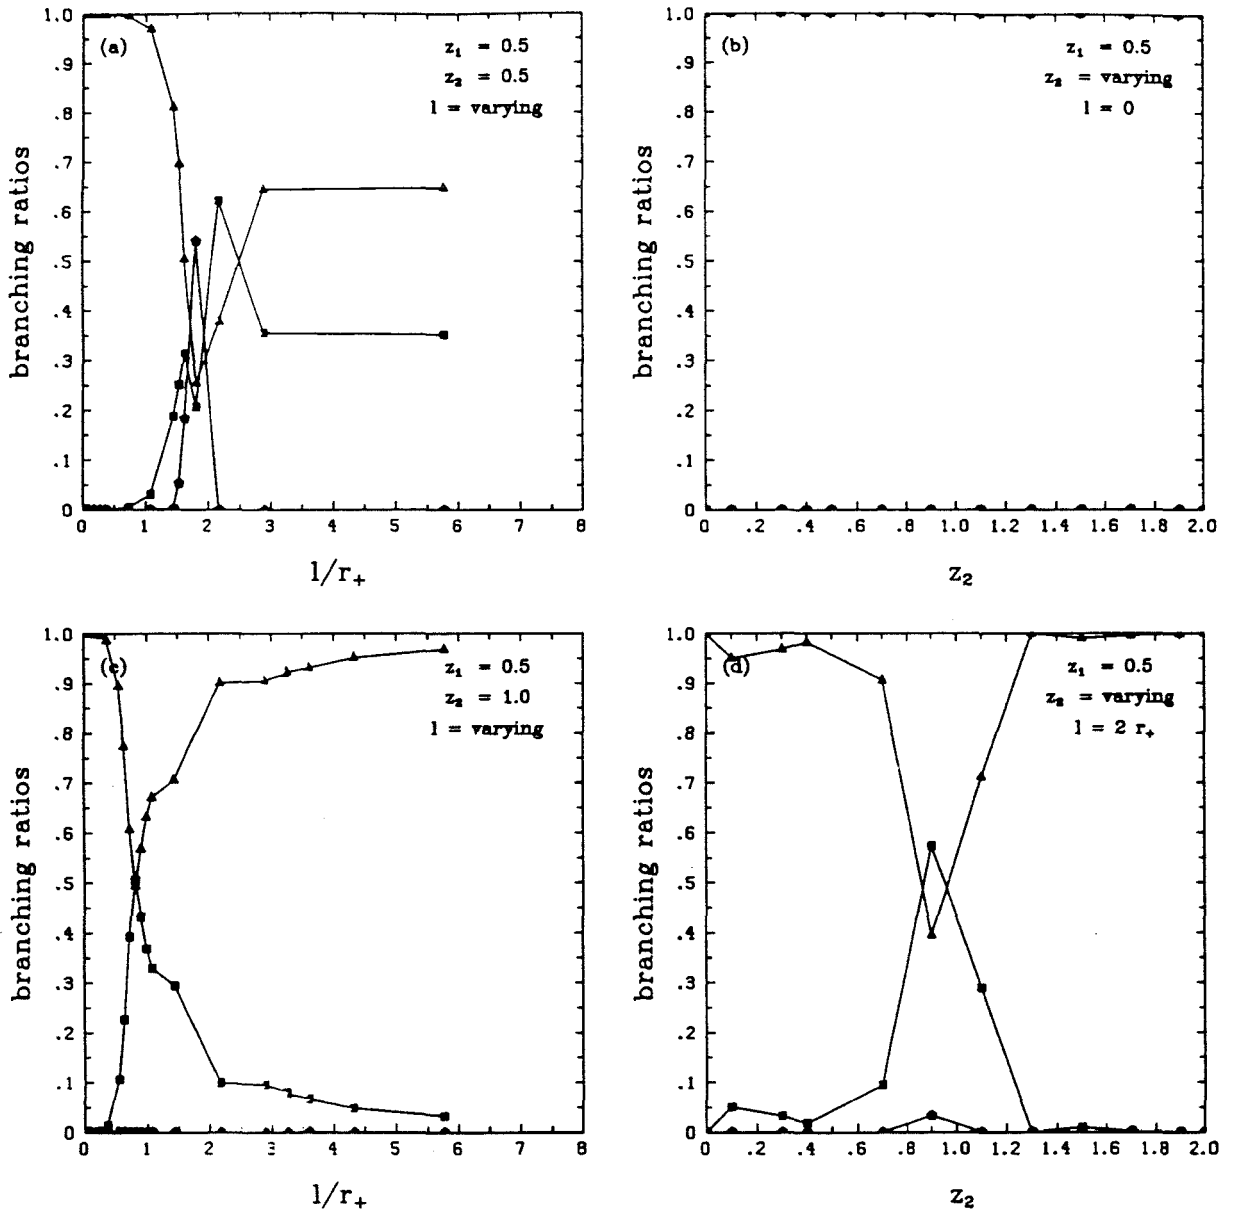 (a)
z₁ = 0.5
z₂ = 0.5
l = varying
1.0
.9
.8
.7
.6
.5
.4
.3
.2
.1
0
0 1 2 3 4 5 6 7 8
branching ratios
l/r₊
(b)
z₁ = 0.5
z₂ = varying
l = 0
1.0
.9
.8
.7
.6
.5
.4
.3
.2
.1
0
0 .2 .4 .6 .8 1.0 1.2 1.4 1.6 1.8 2.0
branching ratios
z₂
(c)
z₁ = 0.5
z₂ = 1.0
l = varying
1.0
.9
.8
.7
.6
.5
.4
.3
.2
.1
0
0 1 2 3 4 5 6 7 8
branching ratios
l/r₊
(d)
z₁ = 0.5
z₂ = varying
l = 2 r₊
1.0
.9
.8
.7
.6
.5
.4
.3
.2
.1
0
0 .2 .4 .6 .8 1.0 1.2 1.4 1.6 1.8 2.0
branching ratios
z₂